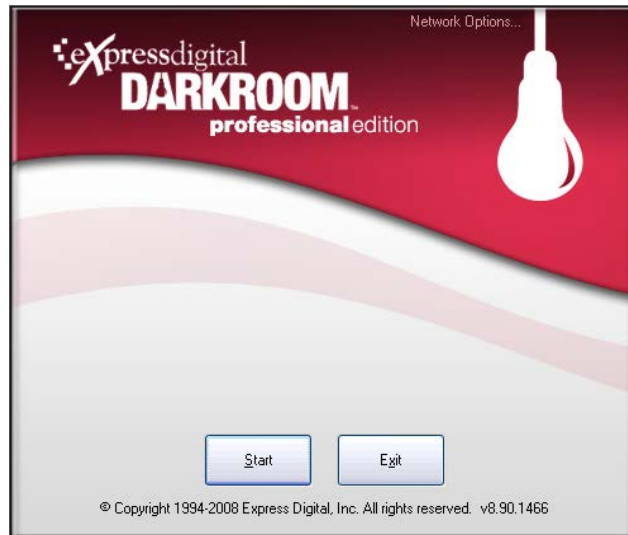 Network Options...
eXpressdigital
DARKROOM™
professional edition
Start
Exit
© Copyright 1994-2008 Express Digital, Inc. All rights reserved. v8.90.1466